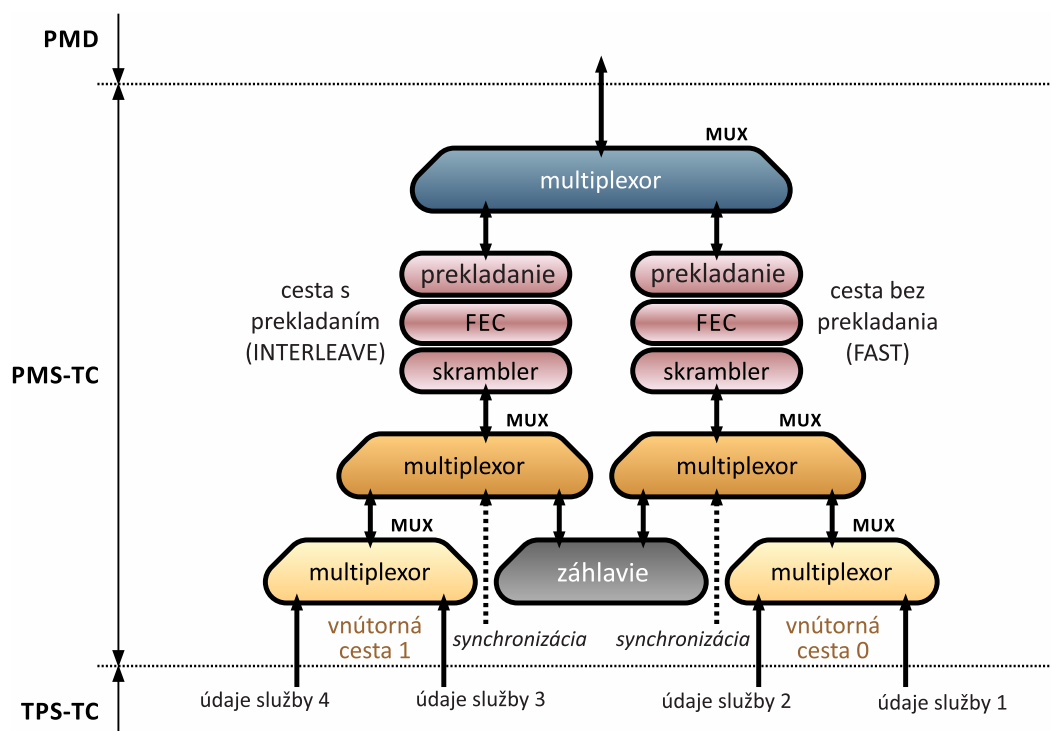 PMD
MUX
multiplexor
prekladanie
prekladanie
cesta s
prekladaním
(INTERLEAVE)
FEC
FEC
cesta bez
prekladania
(FAST)
skrambler
skrambler
PMS-TC
MUX
MUX
multiplexor
multiplexor
MUX
MUX
multiplexor
záhlavie
multiplexor
vnútorná
cesta 1
synchronizácia
synchronizácia
vnútorná
cesta 0
údaje služby 4
údaje služby 3
údaje služby 2
údaje služby 1
TPS-TC